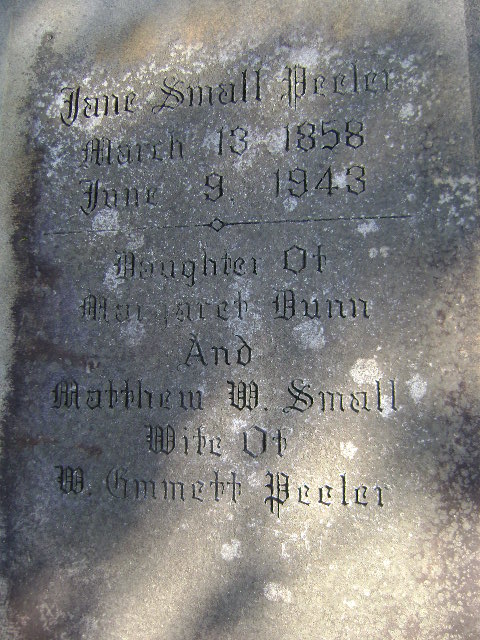 Jane Small Peeler
March 13 1858
June 9 1943
Daughter Of
Margaret Dunn
And
Matthew W. Small
Wife Of
W. Emmett Peeler